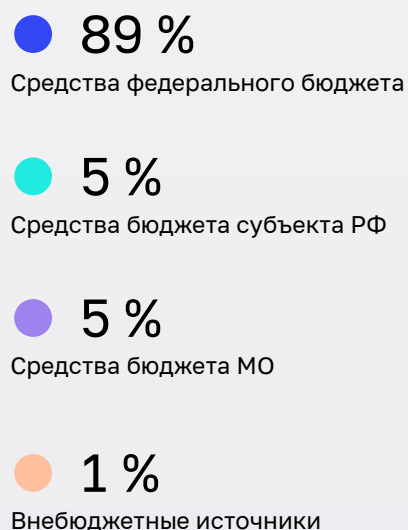 89 %
Средства федерального бюджета
5 %
Средства бюджета субъекта РФ
5 %
Средства бюджета МО
1 %
Внебюджетные источники